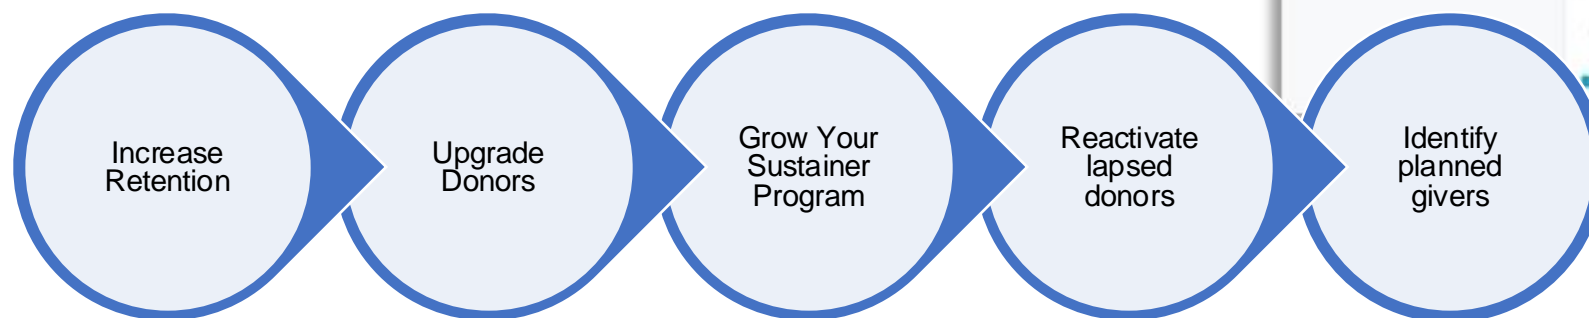 Increase
Retention
Upgrade
Donors
Grow Your
Sustainer
Program
Reactivate
lapsed
donors
Identify
planned
givers